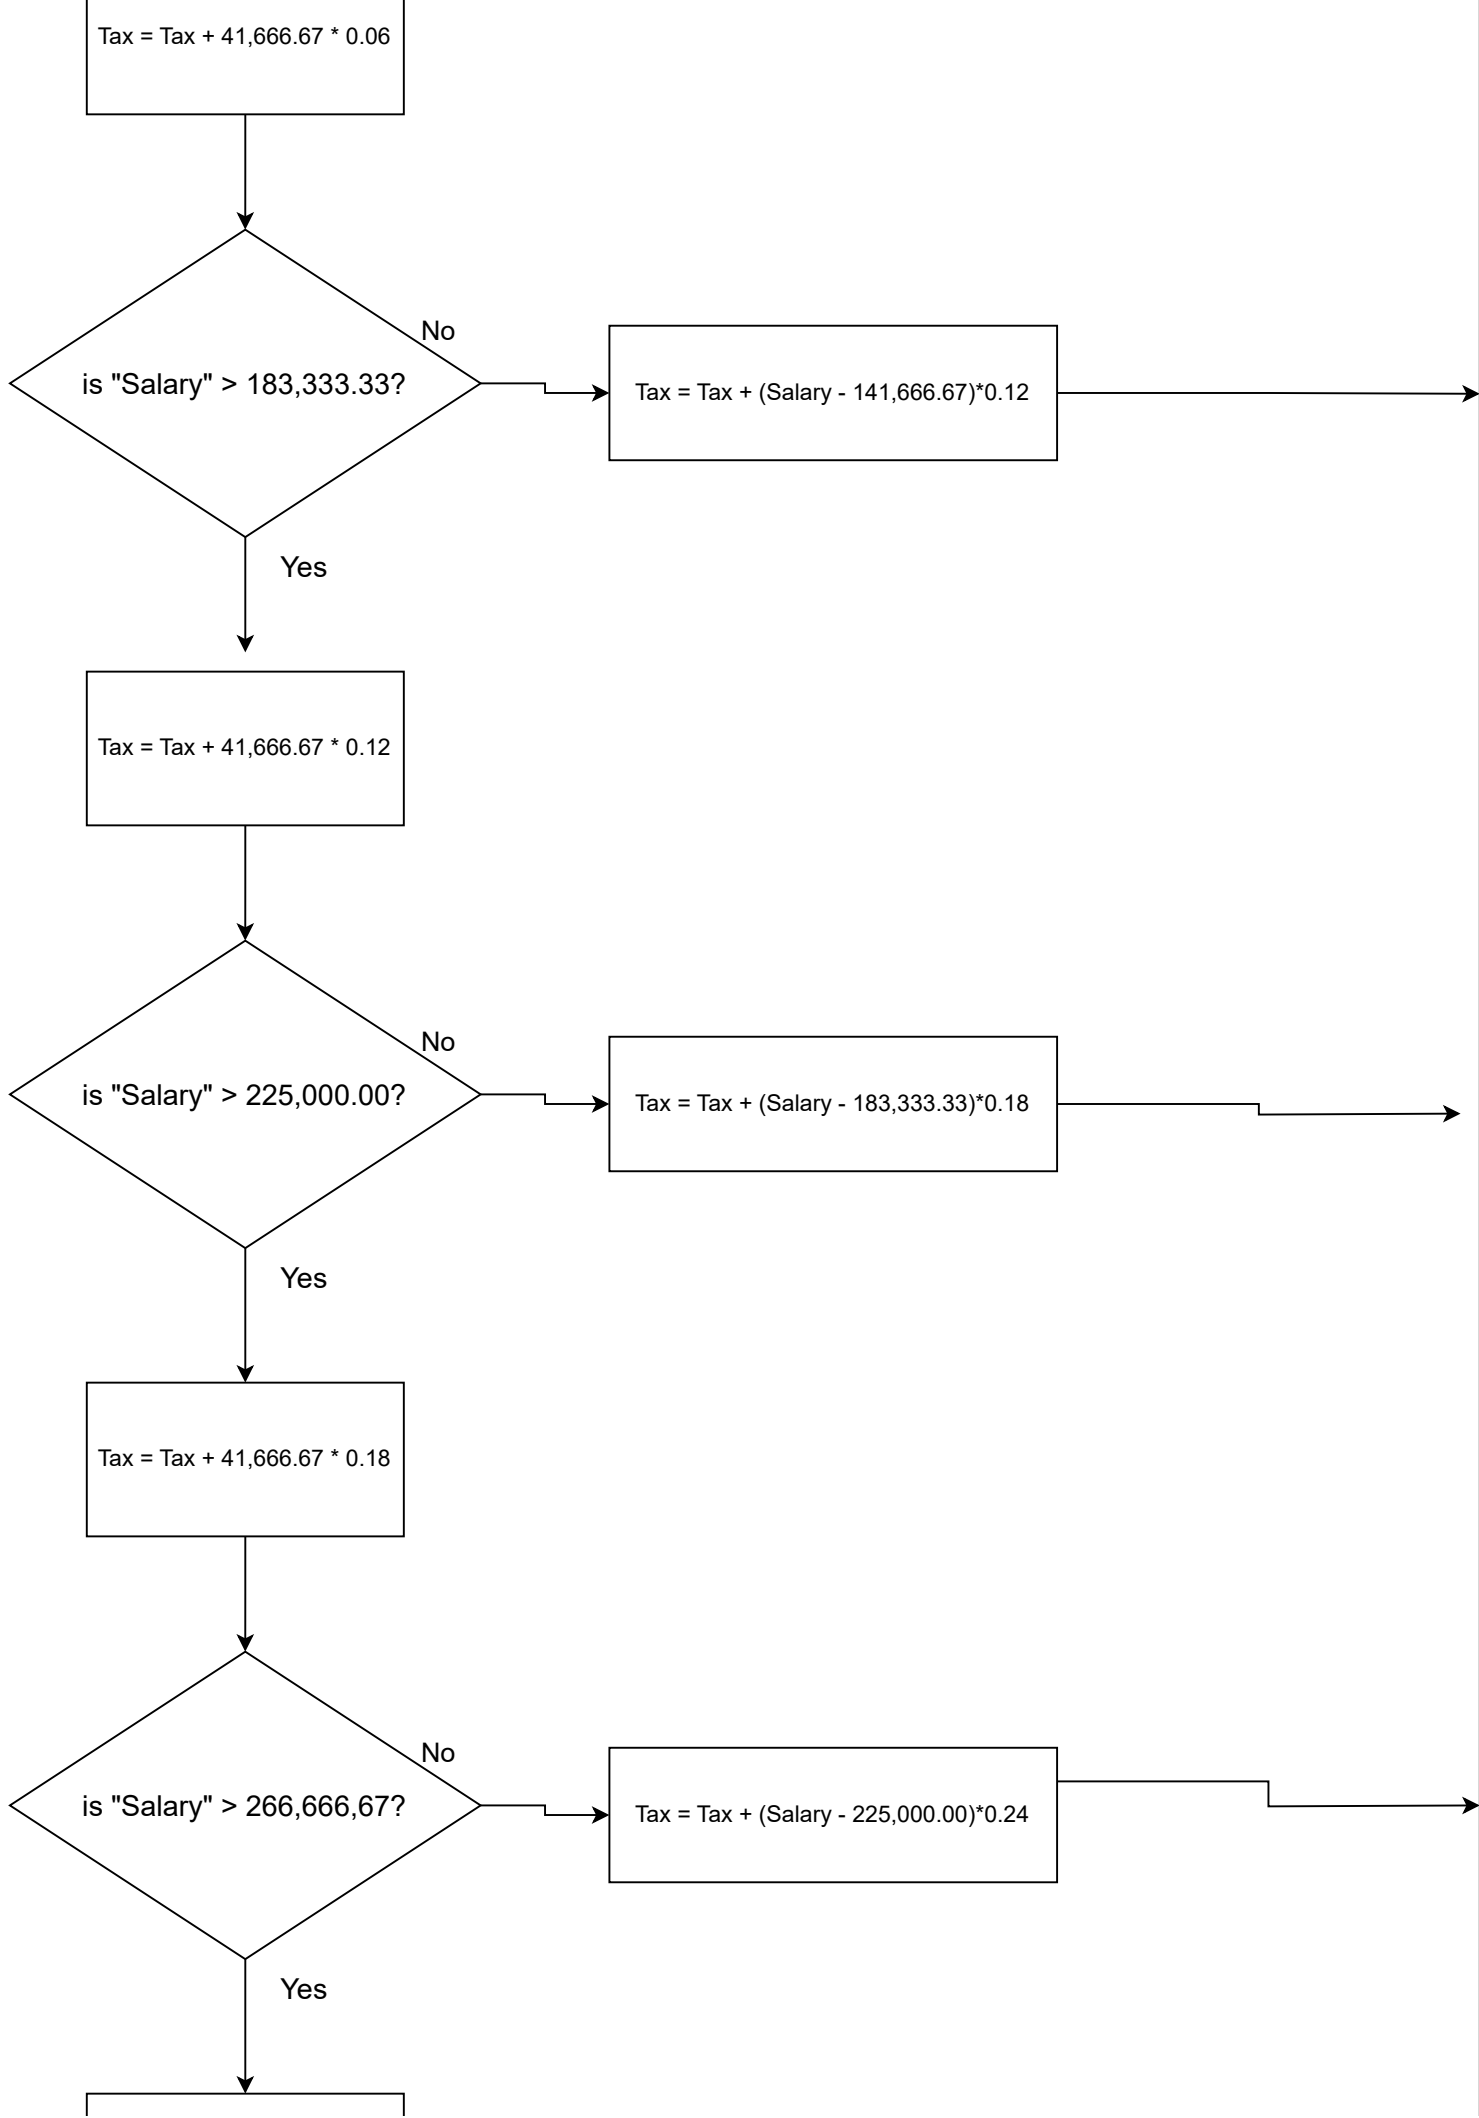 Tax = Tax + 41,666.67 * 0.06
No
is "Salary" > 183,333.33?
Tax = Tax + (Salary - 141,666.67)*0.12
Yes
Tax = Tax + 41,666.67 * 0.12
No
is "Salary" > 225,000.00?
Tax = Tax + (Salary - 183,333.33)*0.18
Yes
Tax = Tax + 41,666.67 * 0.18
No
is "Salary" > 266,666,67?
Tax = Tax + (Salary - 225,000.00)*0.24
Yes